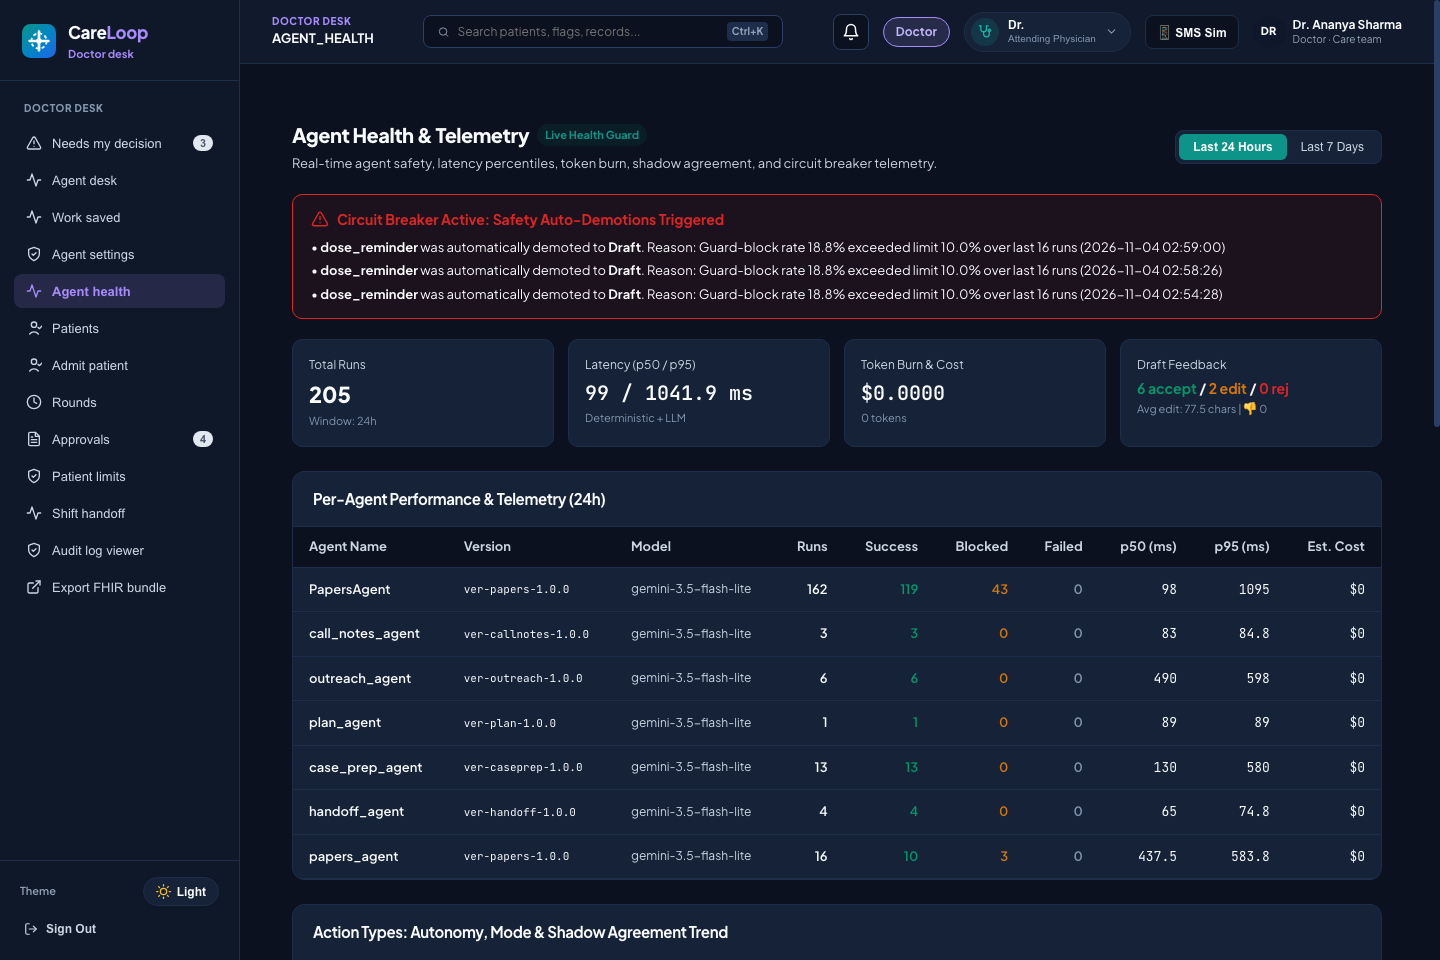 CareLoop
Doctor desk
DOCTOR DESK
Needs my decision 3
Agent desk
Work saved
Agent settings
Agent health
Patients
Admit patient
Rounds
Approvals 4
Patient limits
Shift handoff
Audit log viewer
Export FHIR bundle
Theme Light
Sign Out
DOCTOR DESK
AGENT_HEALTH
Search patients, flags, records... Ctrl+K
Doctor
Dr.
Attending Physician
SMS Sim
DR
Dr. Ananya Sharma
Doctor · Care team
Agent Health & Telemetry Live Health Guard
Real-time agent safety, latency percentiles, token burn, shadow agreement, and circuit breaker telemetry.
Last 24 Hours Last 7 Days
Circuit Breaker Active: Safety Auto-Demotions Triggered
• dose_reminder was automatically demoted to Draft. Reason: Guard-block rate 18.8% exceeded limit 10.0% over last 16 runs (2026-11-04 02:59:00)
• dose_reminder was automatically demoted to Draft. Reason: Guard-block rate 18.8% exceeded limit 10.0% over last 16 runs (2026-11-04 02:58:26)
• dose_reminder was automatically demoted to Draft. Reason: Guard-block rate 18.8% exceeded limit 10.0% over last 16 runs (2026-11-04 02:54:28)
Total Runs
205
Window: 24h
Latency (p50 / p95)
99 / 1041.9 ms
Deterministic + LLM
Token Burn & Cost
$0.0000
0 tokens
Draft Feedback
6 accept / 2 edit / 0 rej
Avg edit: 77.5 chars | 👎 0
Per-Agent Performance & Telemetry (24h)
Agent Name Version Model Runs Success Blocked Failed p50 (ms) p95 (ms) Est. Cost
PapersAgent ver-papers-1.0.0 gemini-3.5-flash-lite 162 119 43 0 98 1095 $0
call_notes_agent ver-callnotes-1.0.0 gemini-3.5-flash-lite 3 3 0 0 83 84.8 $0
outreach_agent ver-outreach-1.0.0 gemini-3.5-flash-lite 6 6 0 0 490 598 $0
plan_agent ver-plan-1.0.0 gemini-3.5-flash-lite 1 1 0 0 89 89 $0
case_prep_agent ver-caseprep-1.0.0 gemini-3.5-flash-lite 13 13 0 0 130 580 $0
handoff_agent ver-handoff-1.0.0 gemini-3.5-flash-lite 4 4 0 0 65 74.8 $0
papers_agent ver-papers-1.0.0 gemini-3.5-flash-lite 16 10 3 0 437.5 583.8 $0
Action Types: Autonomy, Mode & Shadow Agreement Trend